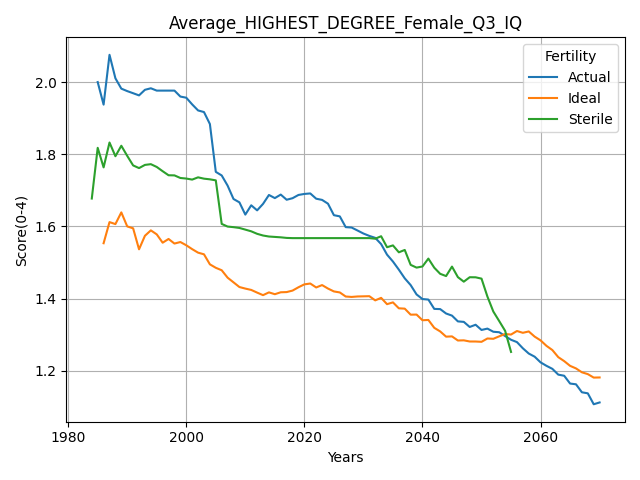 Average_HIGHEST_DEGREE_Female_Q3_IQ
Fertility
Actual
Ideal
Sterile
Score(0-4)
2.0
1.8
1.6
1.4
1.2
1980
2000
2020
2040
2060
Years